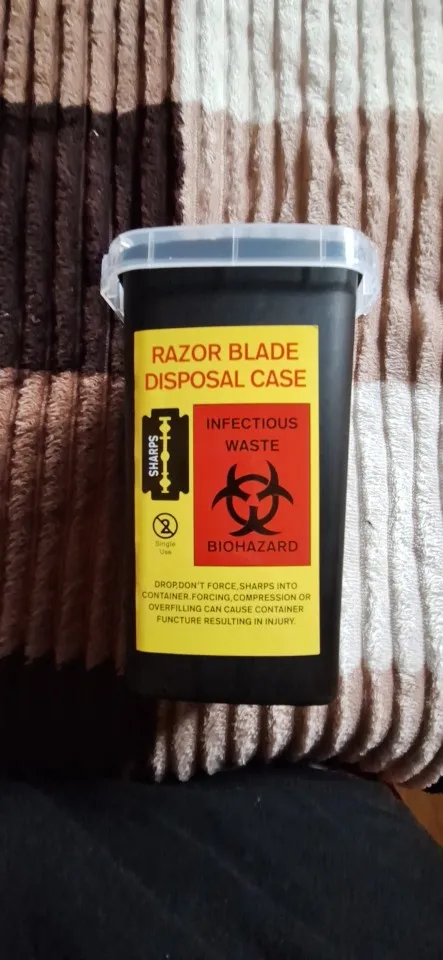 RAZOR BLADE
DISPOSAL CASE
SHARPS
INFECTIOUS
WASTE
2
Single
Use
BIOHAZARD
DROP,DON'T FORCE,SHARPS INTO
CONTAINER.FORCING,COMPRESSION OR
OVERFILLING CAN CAUSE CONTAINER
FUNCTURE RESULTING IN INJURY.